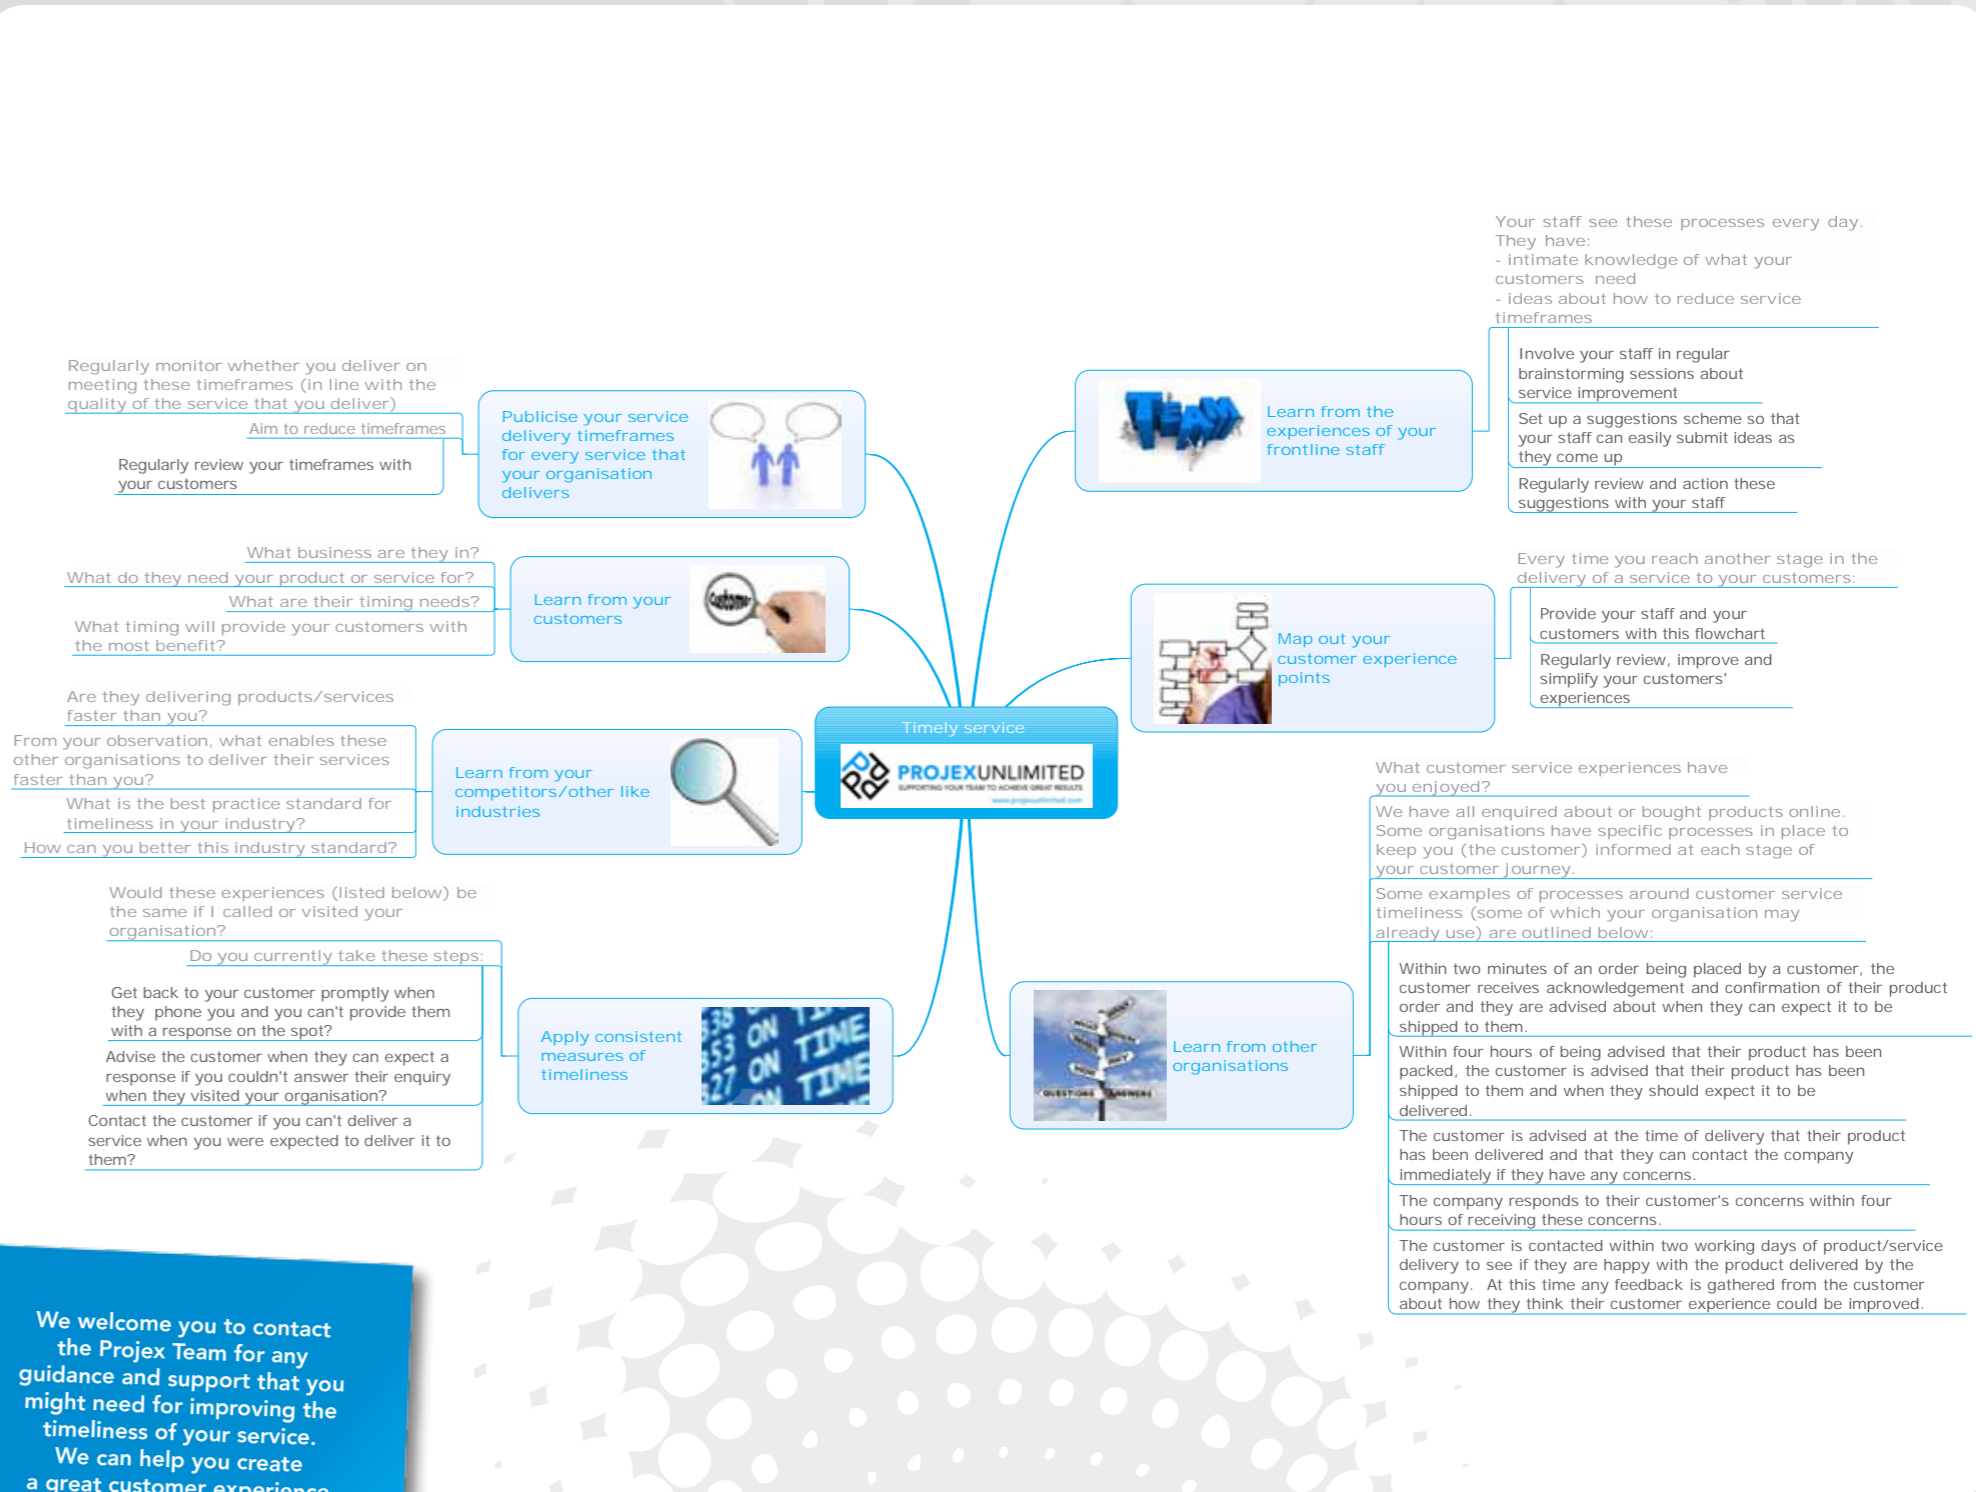 Timely service
PROJEXUNLIMITED
SUPPORTING YOUR TEAM TO ACHIEVE GREAT RESULTS
www.projexunlimited.com
Learn from the
experiences of your
frontline staff
TEAM
Your staff see these processes every day.
They have:
- intimate knowledge of what your
customers need
- ideas about how to reduce service
timeframes
Involve your staff in regular
brainstorming sessions about
service improvement
Set up a suggestions scheme so that
your staff can easily submit ideas as
they come up
Regularly review and action these
suggestions with your staff
Map out your
customer experience
points
Every time you reach another stage in the
delivery of a service to your customers:
Provide your staff and your
customers with this flowchart
Regularly review, improve and
simplify your customers'
experiences
Learn from other
organisations
QUESTIONS ANSWERS
What customer service experiences have
you enjoyed?
We have all enquired about or bought products online.
Some organisations have specific processes in place to
keep you (the customer) informed at each stage of
your customer journey.
Some examples of processes around customer service
timeliness (some of which your organisation may
already use) are outlined below:
Within two minutes of an order being placed by a customer, the
customer receives acknowledgement and confirmation of their product
order and they are advised about when they can expect it to be
shipped to them.
Within four hours of being advised that their product has been
packed, the customer is advised that their product has been
shipped to them and when they should expect it to be
delivered.
The customer is advised at the time of delivery that their product
has been delivered and that they can contact the company
immediately if they have any concerns.
The company responds to their customer's concerns within four
hours of receiving these concerns.
The customer is contacted within two working days of product/service
delivery to see if they are happy with the product delivered by the
company. At this time any feedback is gathered from the customer
about how they think their customer experience could be improved.
Publicise your service
delivery timeframes
for every service that
your organisation
delivers
Regularly monitor whether you deliver on
meeting these timeframes (in line with the
quality of the service that you deliver)
Aim to reduce timeframes
Regularly review your timeframes with
your customers
Learn from your
customers
Customer
What business are they in?
What do they need your product or service for?
What are their timing needs?
What timing will provide your customers with
the most benefit?
Learn from your
competitors/other like
industries
Are they delivering products/services
faster than you?
From your observation, what enables these
other organisations to deliver their services
faster than you?
What is the best practice standard for
timeliness in your industry?
How can you better this industry standard?
Apply consistent
measures of
timeliness
538 ON TIME
353 ON TIME
527 ON TIME
Would these experiences (listed below) be
the same if I called or visited your
organisation?
Do you currently take these steps:
Get back to your customer promptly when
they phone you and you can't provide them
with a response on the spot?
Advise the customer when they can expect a
response if you couldn't answer their enquiry
when they visited your organisation?
Contact the customer if you can't deliver a
service when you were expected to deliver it to
them?
We welcome you to contact
the Projex Team for any
guidance and support that you
might need for improving the
timeliness of your service.
We can help you create
a great customer experience